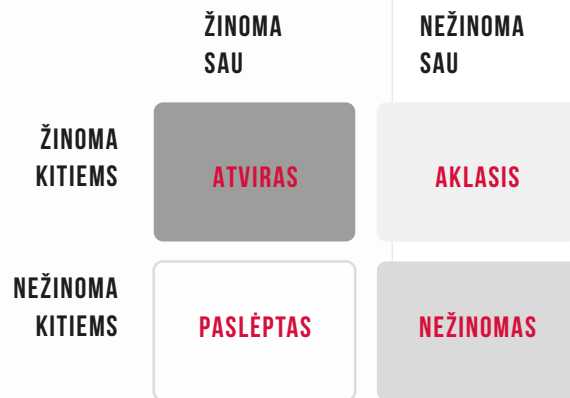 ŽINOMA
SAU
NEŽINOMA
SAU
ŽINOMA
KITIEMS
ATVIRAS
AKLASIS
NEŽINOMA
KITIEMS
PASLĖPTAS
NEŽINOMAS